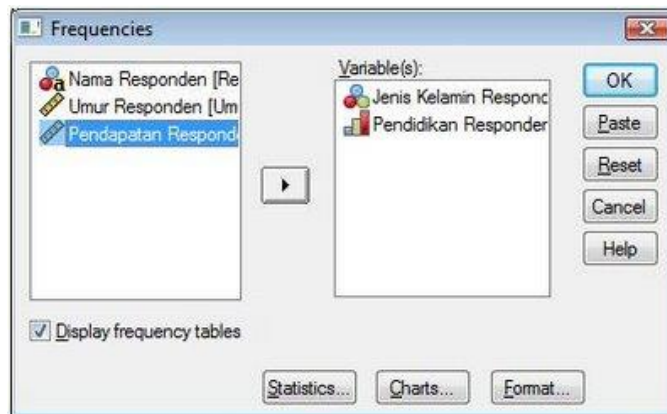 Frequencies
Nama Responden [Re
Umur Responden [Um
Pendapatan Responde
Variable(s):
Jenis Kelamin Respond
Pendidikan Responder
OK
Paste
Reset
Cancel
Help
Display frequency tables
Statistics...
Charts...
Format...